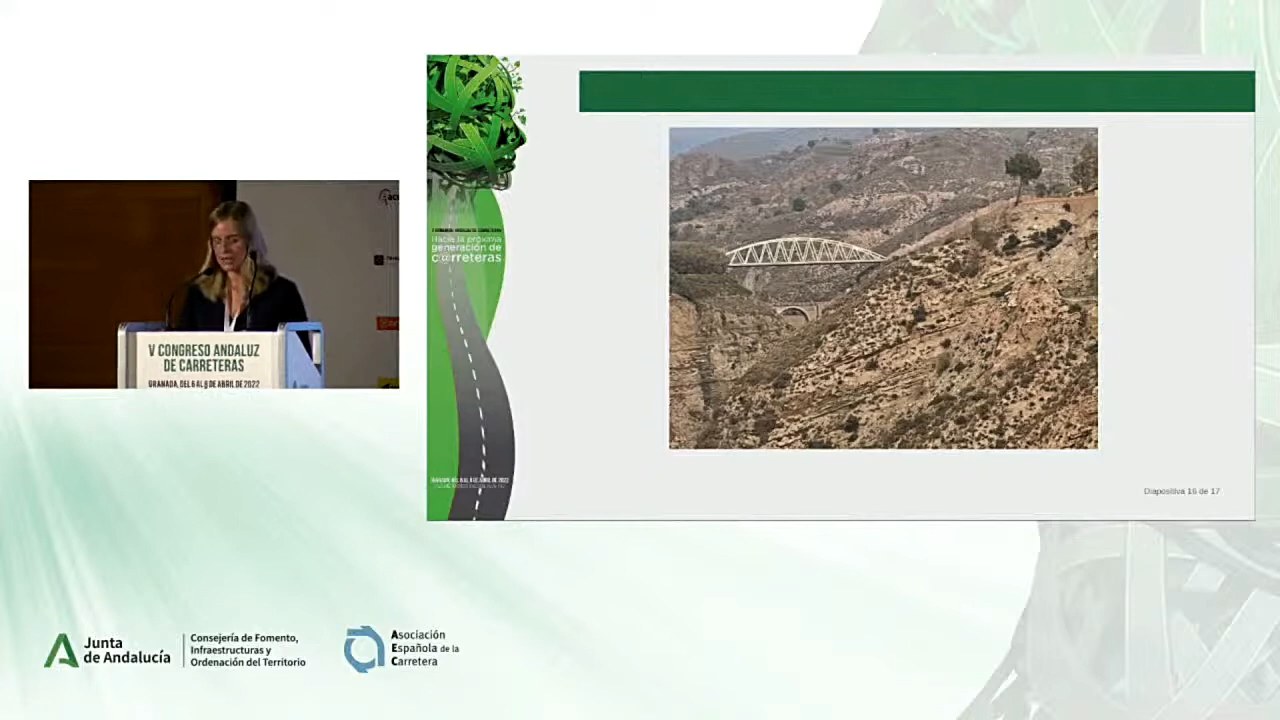 V CONGRESO ANDALUZ
DE CARRETERAS
GRANADA, DEL 6 AL 8 DE ABRIL DE 2022
Hacia la próxima
generación de
c@rreteras
Diapositiva 16 de 17
Junta
de Andalucía
Consejería de Fomento,
Infraestructuras y
Ordenación del Territorio
Asociación
Española de la
Carretera